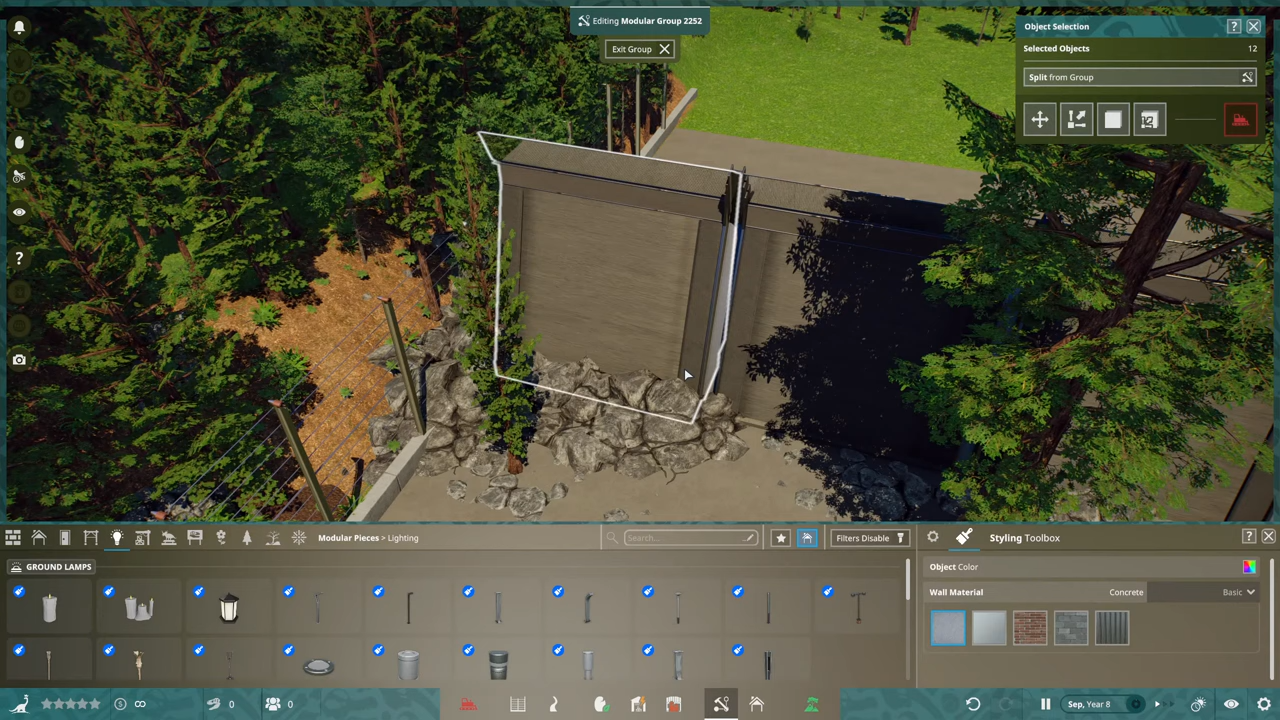 Editing Modular Group 2252
Exit Group
Object Selection
?
Selected Objects 12
Split from Group
12
?
Modular Pieces > Lighting
Search...
Filters Disable
Styling Toolbox
?
GROUND LAMPS
Object Color
Wall Material Concrete Basic
$ ∞
0
0
Sep, Year 8